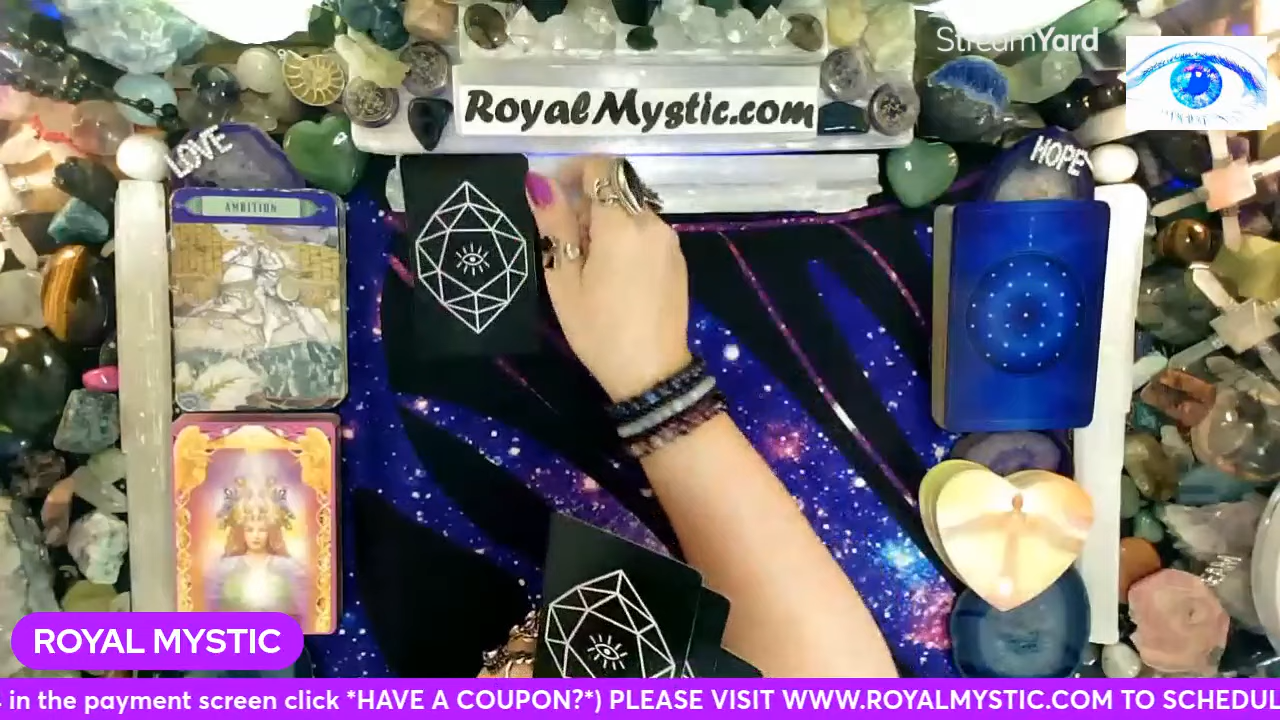 StreamYard
RoyalMystic.com
LOVE
HOPE
AMBITION
ROYAL MYSTIC
in the payment screen click *HAVE A COUPON?*) PLEASE VISIT WWW.ROYALMYSTIC.COM TO SCHEDUL